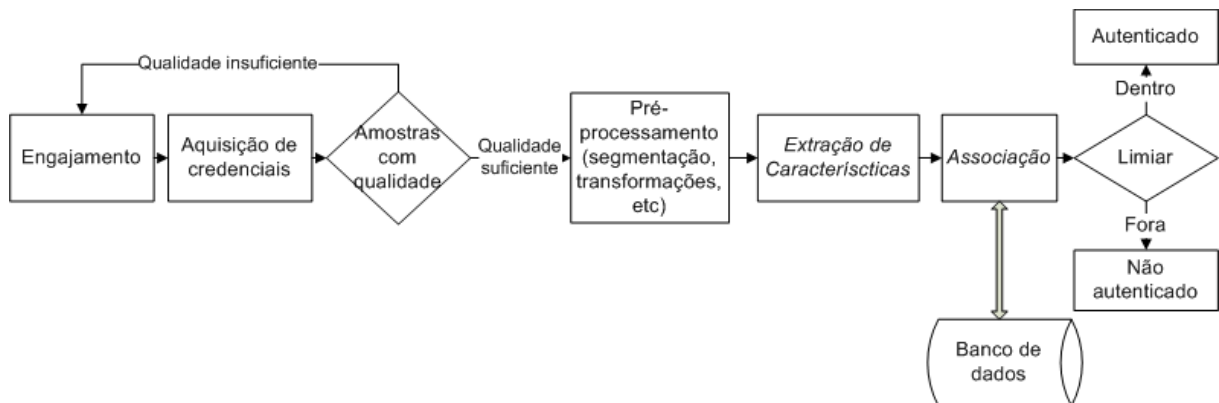 Qualidade insuficiente
Engajamento
Aquisição de
credenciais
Amostras
com
qualidade
Qualidade
suficiente
Pré-
processamento
(segmentação,
transformações,
etc)
Extração de
Caracteríscticas
Associação
Banco de
dados
Limiar
Dentro
Autenticado
Fora
Não
autenticado